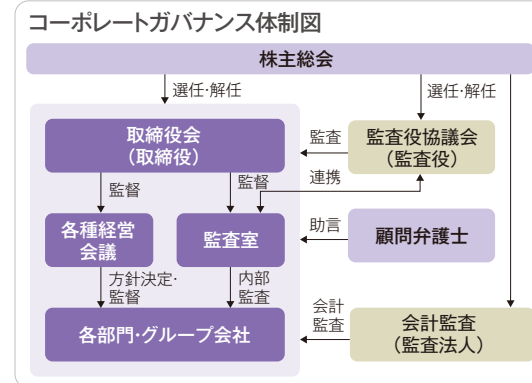 コーポレートガバナンス体制図
株主総会
選任・解任
選任・解任
取締役会
(取締役)
監査
監査役協議会
(監査役)
監督
監督
連携
各種経営
会議
監査室
助言
顧問弁護士
方針決定・
監督
内部
監査
会計
監査
各部門・グループ会社
会計監査
(監査法人)